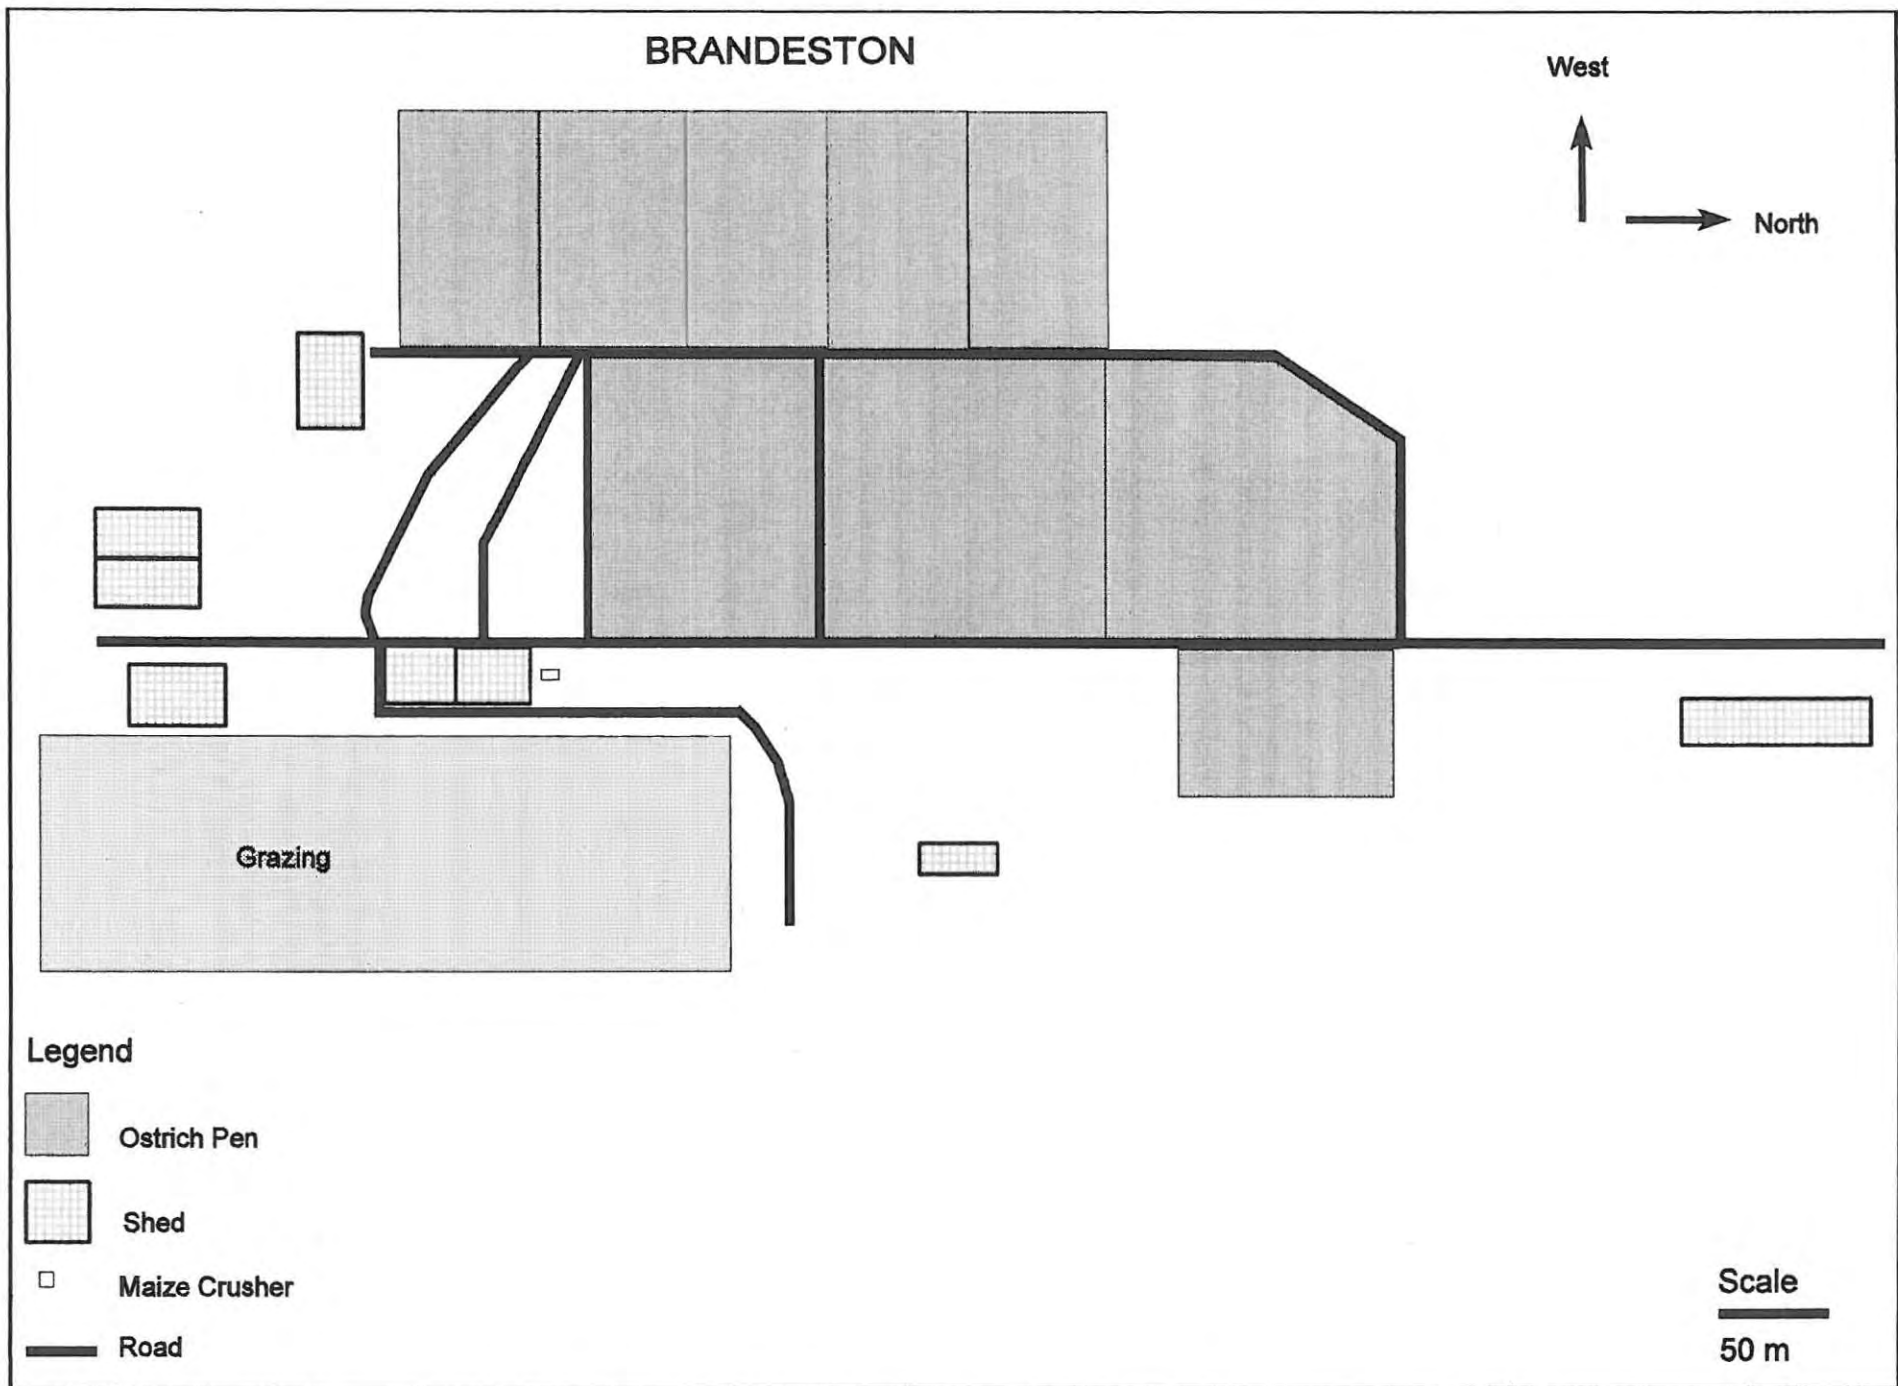 BRANDESTON
West
North
Grazing
Legend
Ostrich Pen
Shed
Maize Crusher
Road
Scale
50 m